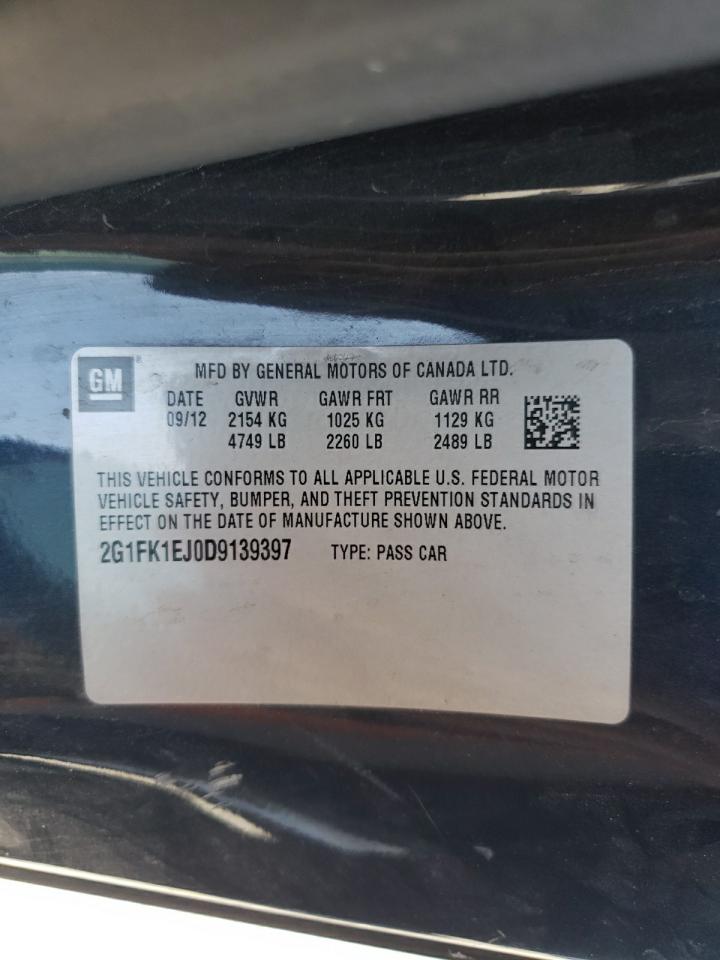 GM
MFD BY GENERAL MOTORS OF CANADA LTD.
DATE GVWR GAWR FRT GAWR RR
09/12 2154 KG 1025 KG 1129 KG
4749 LB 2260 LB 2489 LB
THIS VEHICLE CONFORMS TO ALL APPLICABLE U.S. FEDERAL MOTOR
VEHICLE SAFETY, BUMPER, AND THEFT PREVENTION STANDARDS IN
EFFECT ON THE DATE OF MANUFACTURE SHOWN ABOVE.
2G1FK1EJ0D9139397 TYPE: PASS CAR